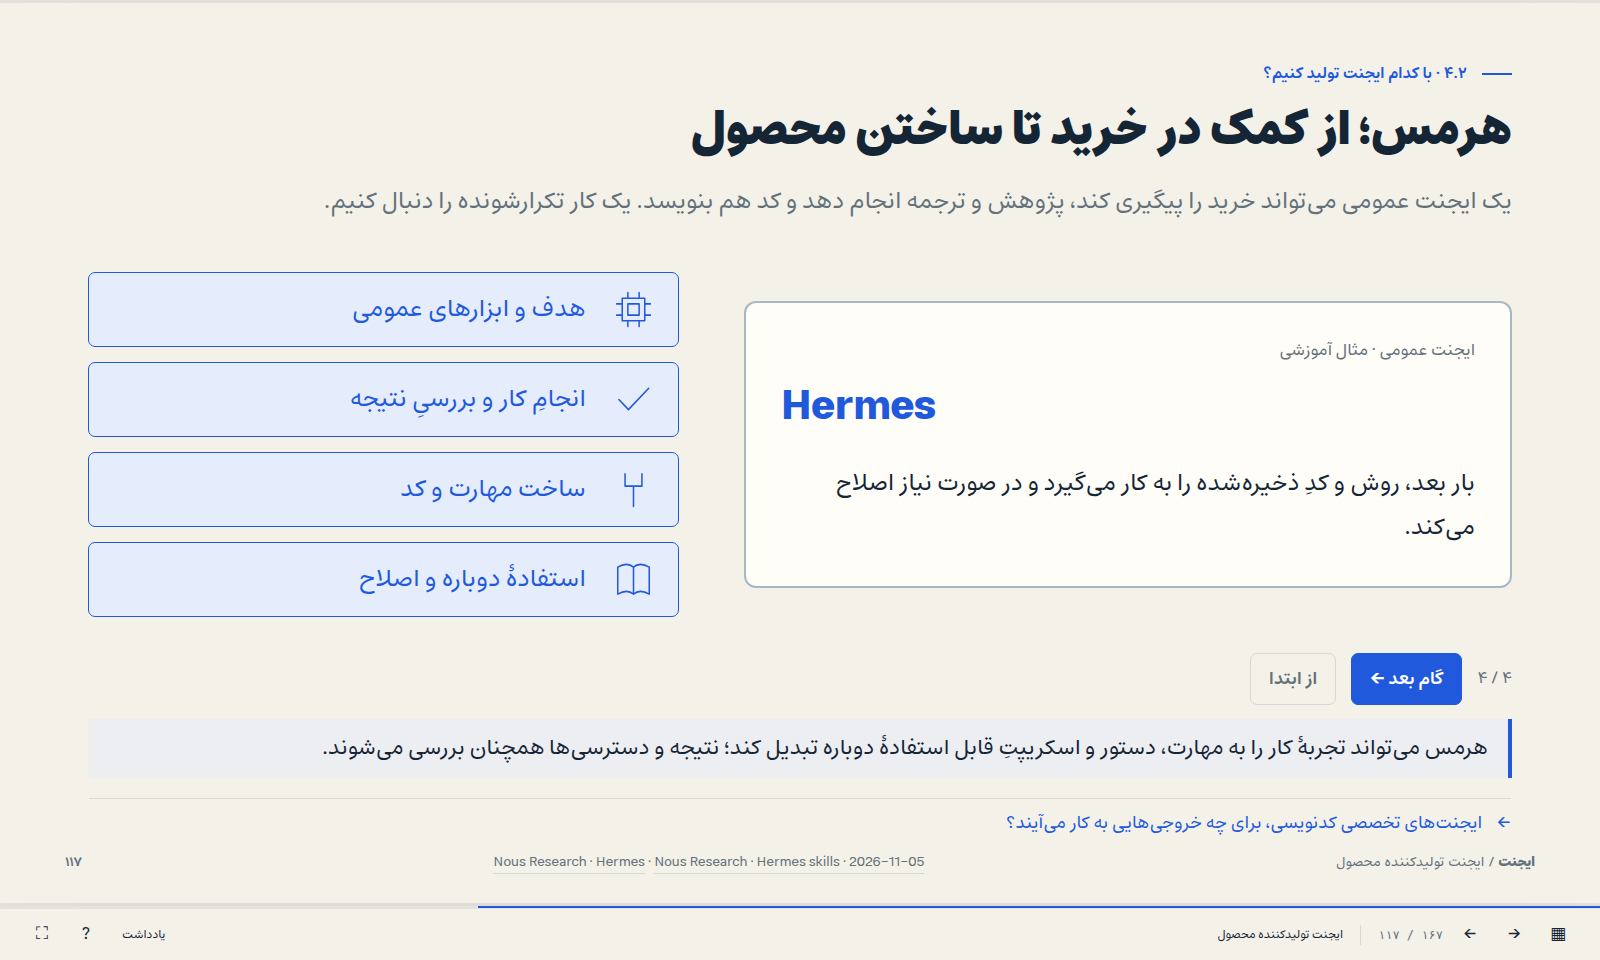 ۴.۲ · با کدام ایجنت تولید کنیم؟
هرمس؛ از کمک در خرید تا ساختن محصول
یک ایجنت عمومی می‌تواند خرید را پیگیری کند، پژوهش و ترجمه انجام دهد و کد هم بنویسد. یک کار تکرارشونده را دنبال کنیم.
ایجنت عمومی · مثال آموزشی
Hermes
بار بعد، روش و کدِ ذخیره‌شده را به کار می‌گیرد و در صورت نیاز اصلاح
می‌کند.
هدف و ابزارهای عمومی
انجامِ کار و بررسیِ نتیجه
ساخت مهارت و کد
استفادهٔ دوباره و اصلاح
۴ / ۴
گام بعد ←
از ابتدا
هرمس می‌تواند تجربهٔ کار را به مهارت، دستور و اسکریپتِ قابل استفادهٔ دوباره تبدیل کند؛ نتیجه و دسترسی‌ها همچنان بررسی می‌شوند.
← ایجنت‌های تخصصی کدنویسی، برای چه خروجی‌هایی به کار می‌آیند؟
ایجنت / ایجنت تولیدکننده محصول
Nous Research · Hermes · Nous Research · Hermes skills · 2026-11-05
۱۱۷
▦ → ← ۱۱۷ / ۱۶۷
ایجنت تولیدکننده محصول
یادداشت
?